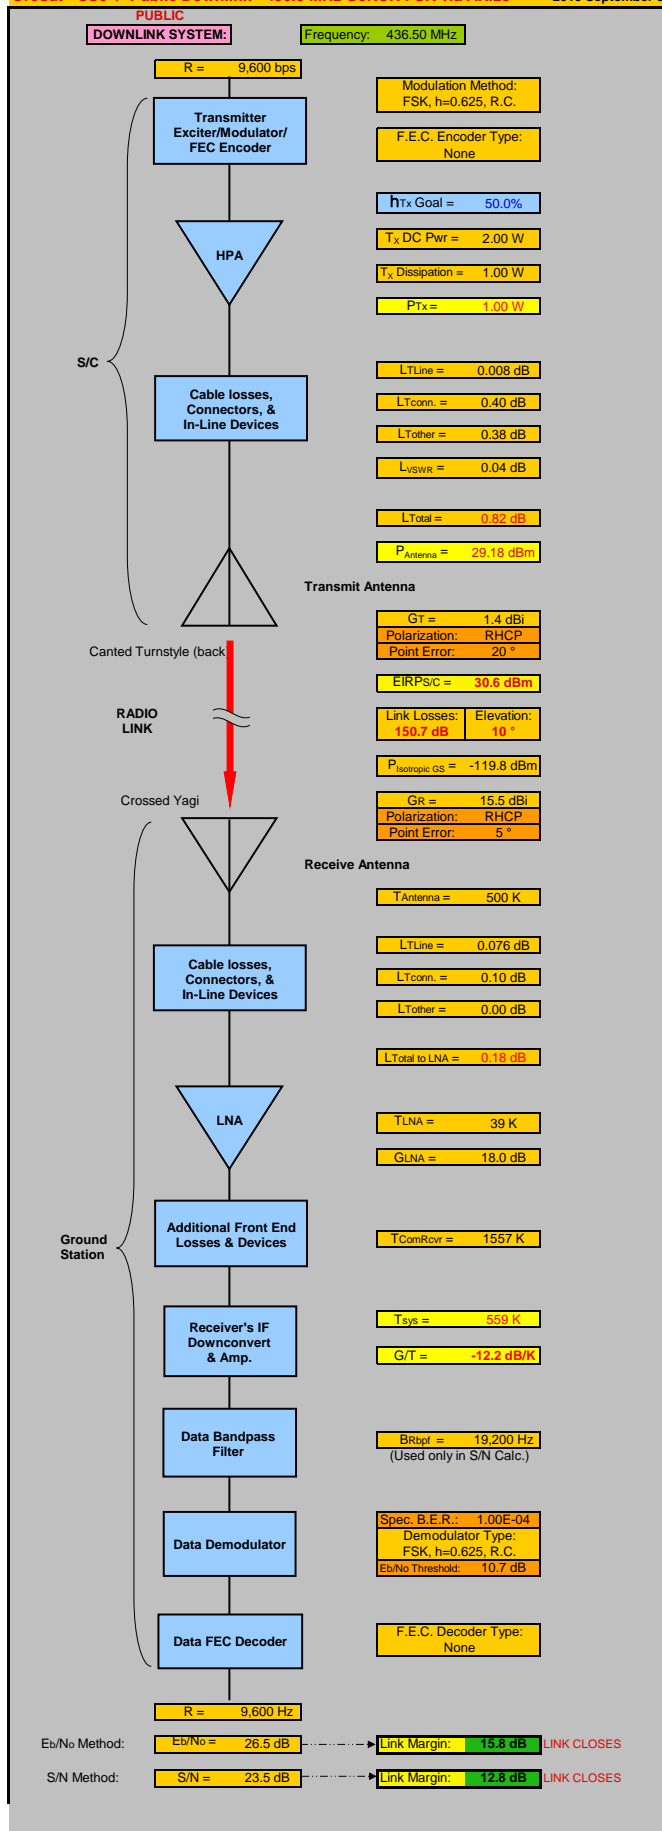 PUBLIC
DOWNLINK SYSTEM:
Frequency: 436.50 MHz
R = 9,600 bps
Modulation Method:
FSK, h=0.625, R.C.
Transmitter
Exciter/Modulator/
FEC Encoder
F.E.C. Encoder Type:
None
hTx Goal = 50.0%
TX DC Pwr = 2.00 W
HPA
TX Dissipation = 1.00 W
PTx = 1.00 W
S/C
LTLine = 0.008 dB
Cable losses,
Connectors, &
In-Line Devices
LTconn. = 0.40 dB
LTother = 0.38 dB
LVSWR = 0.04 dB
LTotal = 0.82 dB
PAntenna = 29.18 dBm
Transmit Antenna
GT = 1.4 dBi
Polarization: RHCP
Point Error: 20 °
Canted Turnstyle (back
EIRPS/C = 30.6 dBm
RADIO
LINK
Link Losses: Elevation:
150.7 dB 10 °
PIsotropic GS = -119.8 dBm
Crossed Yagi
GR = 15.5 dBi
Polarization: RHCP
Point Error: 5 °
Receive Antenna
TAntenna = 500 K
LTLine = 0.076 dB
Cable losses,
Connectors, &
In-Line Devices
LTconn. = 0.10 dB
LTother = 0.00 dB
LTotal to LNA = 0.18 dB
LNA
TLNA = 39 K
GLNA = 18.0 dB
Ground
Station
Additional Front End
Losses & Devices
TComRcvr = 1557 K
Receiver's IF
Downconvert
& Amp.
Tsys = 559 K
G/T = -12.2 dB/K
Data Bandpass
Filter
BRbpf = 19,200 Hz
(Used only in S/N Calc.)
Data Demodulator
Spec. B.E.R.: 1.00E-04
Demodulator Type:
FSK, h=0.625, R.C.
Eb/No Threshold: 10.7 dB
Data FEC Decoder
F.E.C. Decoder Type:
None
R = 9,600 Hz
Eb/No Method: Eb/No = 26.5 dB Link Margin: 15.8 dB LINK CLOSES
S/N Method: S/N = 23.5 dB Link Margin: 12.8 dB LINK CLOSES